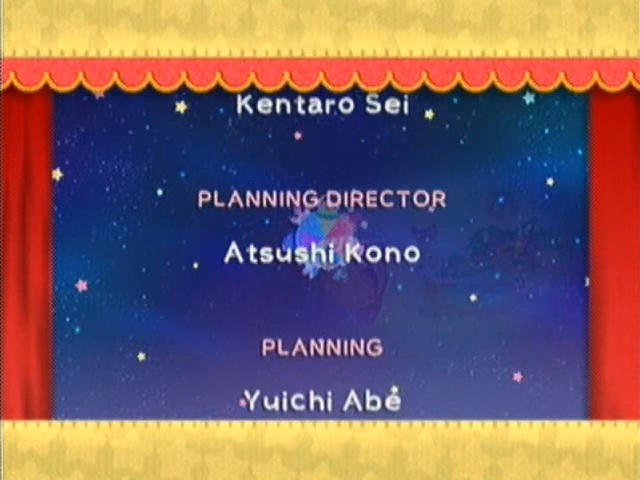 Kentaro Sei
PLANNING DIRECTOR
Atsushi Kono
PLANNING
Yuichi Abe